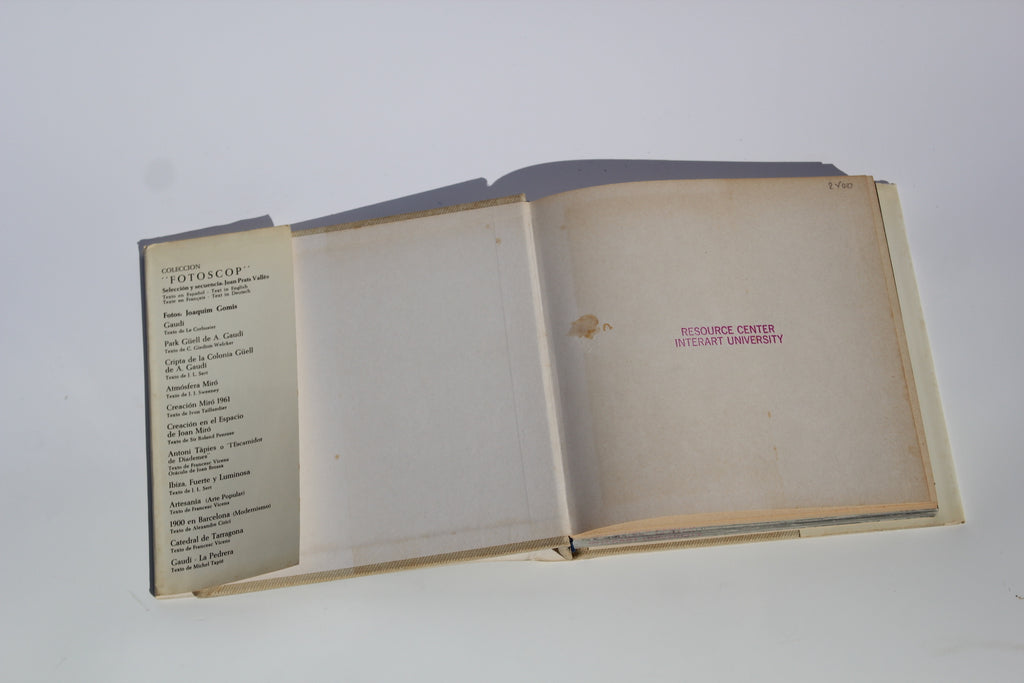 COLECCION
"FOTOSCOP"
Selección y secuencia: Joan Prats Vallès
Texto en Español - Text in English
Texte en Français - Text in Deutsch
Fotos: Joaquim Gomis
Gaudí
Texto de Le Corbusier
Park Güell de A. Gaudí
Texto de C. Giedion-Welcker
Cripta de la Colonia Güell
de A. Gaudí
Texto de J. L. Sert
Atmósfera Miró
Texto de J. J. Sweeney
Creación Miró 1961
Texto de Ivon Taillandier
Creación en el Espacio
de Joan Miró
Texto de Sir Roland Penrose
Antoni Tàpies o "l'Escarnidor
de Diademes"
Texto de Francesc Vicens
Oráculo de Joan Brossa
Ibiza, Fuerte y Luminosa
Texto de J. L. Sert
Artesanía (Arte Popular)
Texto de Francesc Vicens
1900 en Barcelona (Modernismo)
Texto de Alexandre Cirici
Catedral de Tarragona
Texto de Francesc Vicens
Gaudí - La Pedrera
Texto de Michel Tapié
RESOURCE CENTER
INTERART UNIVERSITY